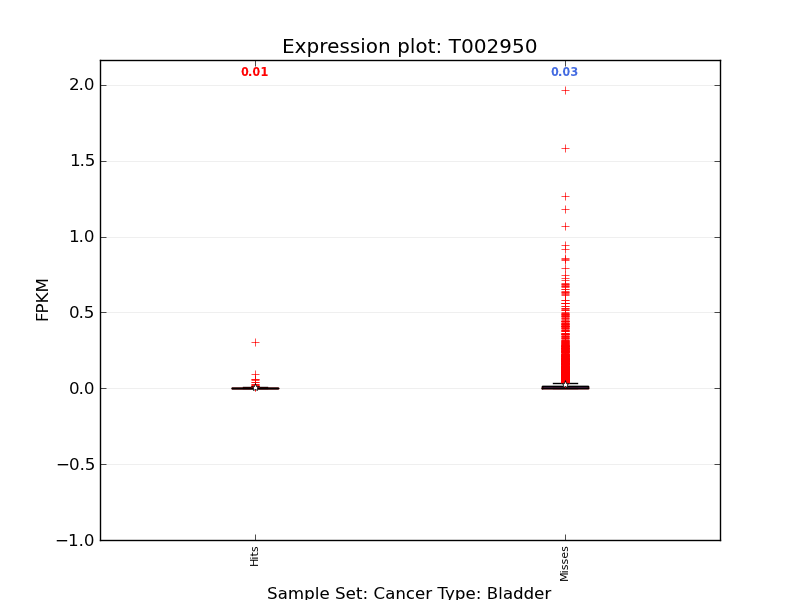 Expression plot: T002950
0.01
0.03
2.0
1.5
1.0
0.5
0.0
−0.5
−1.0
FPKM
Hits
Misses
Sample Set: Cancer Type: Bladder